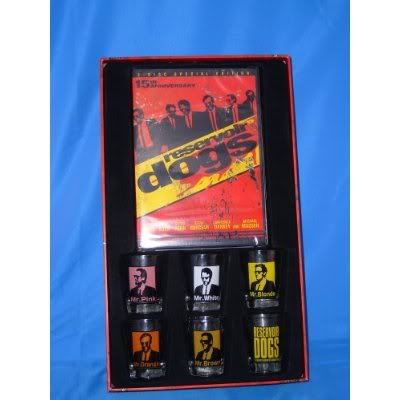 2-DISC SPECIAL EDITION
15TH
ANNIVERSARY
reservoir
dogs
Mr. Pink
Mr. White
Mr. Blonde
Mr. Orange
Mr. Brown
RESERVOIR
DOGS